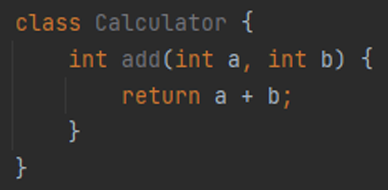 class Calculator {
    int add(int a, int b) {
        return a + b;
    }
}